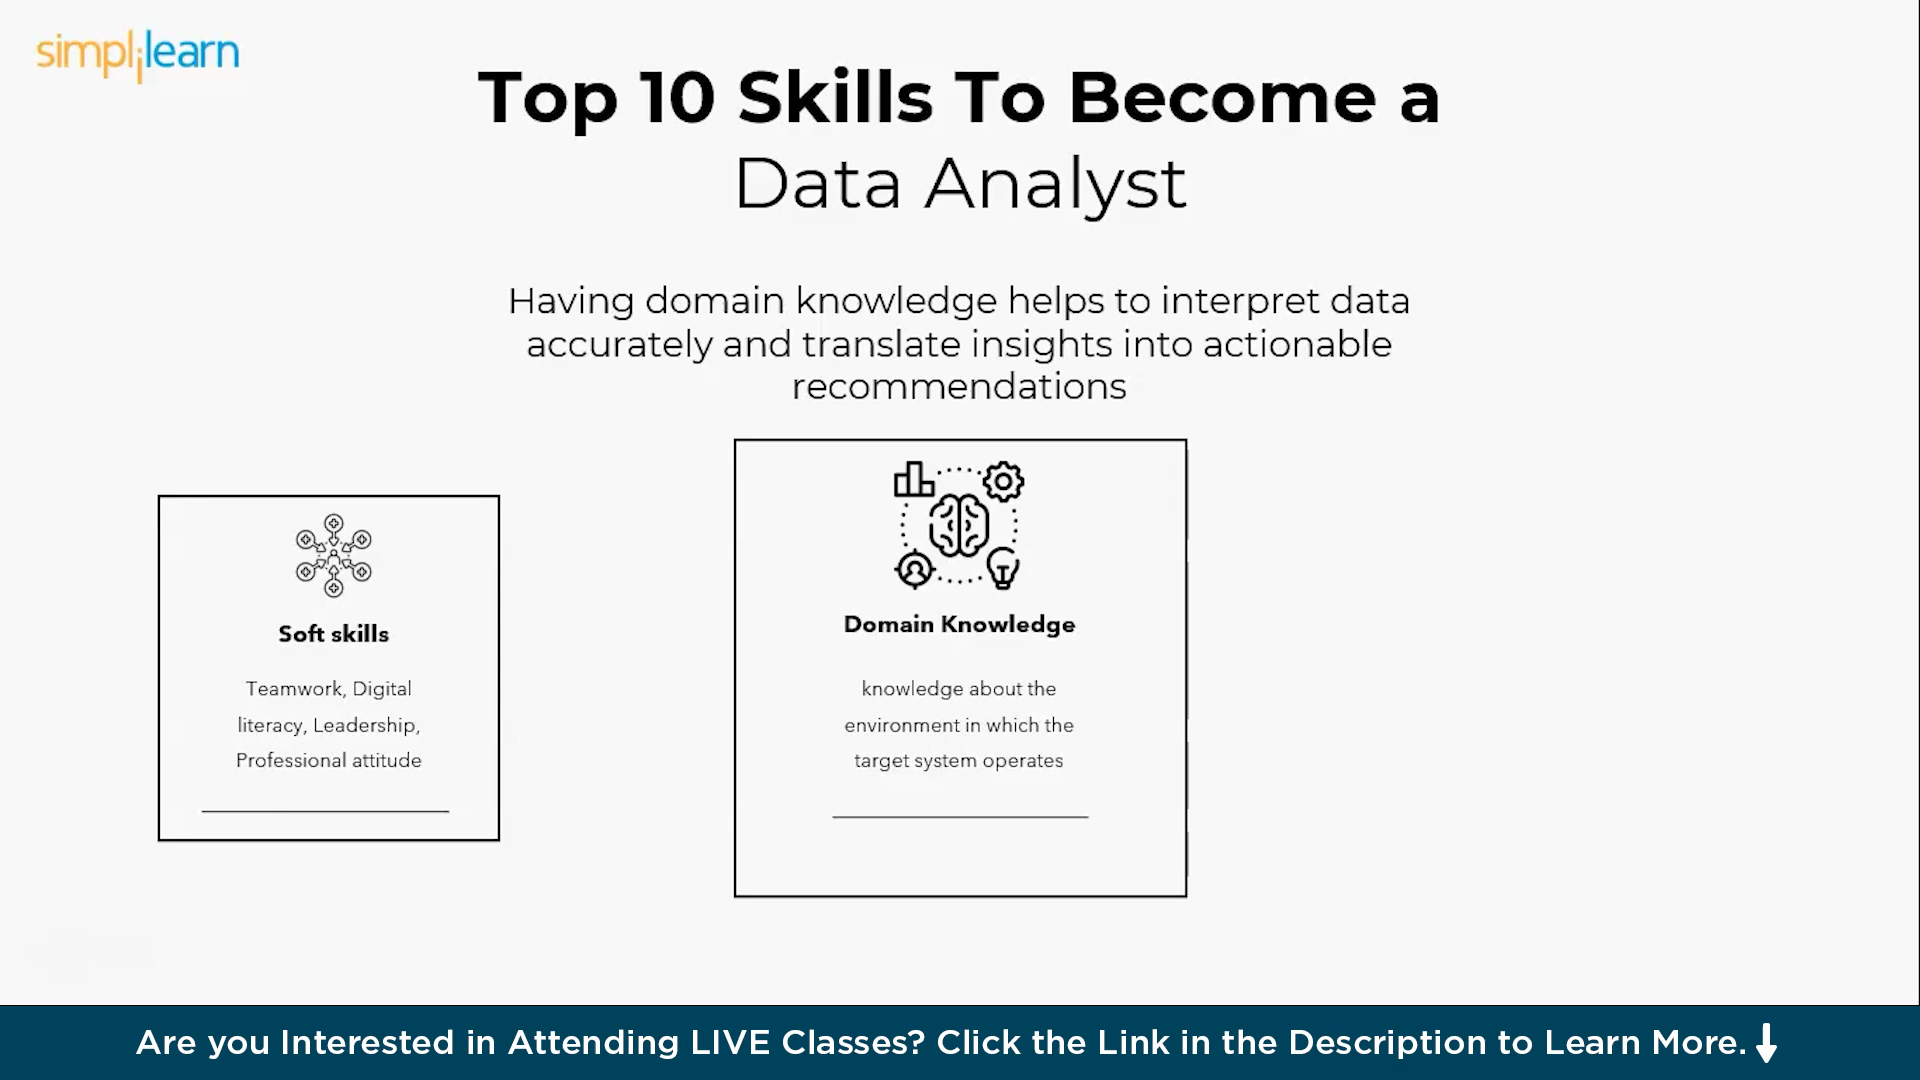 simplilearn
Top 10 Skills To Become a
Data Analyst
Having domain knowledge helps to interpret data
accurately and translate insights into actionable
recommendations
Soft skills
Teamwork, Digital
literacy, Leadership,
Professional attitude
Domain Knowledge
knowledge about the
environment in which the
target system operates
Are you Interested in Attending LIVE Classes? Click the Link in the Description to Learn More.